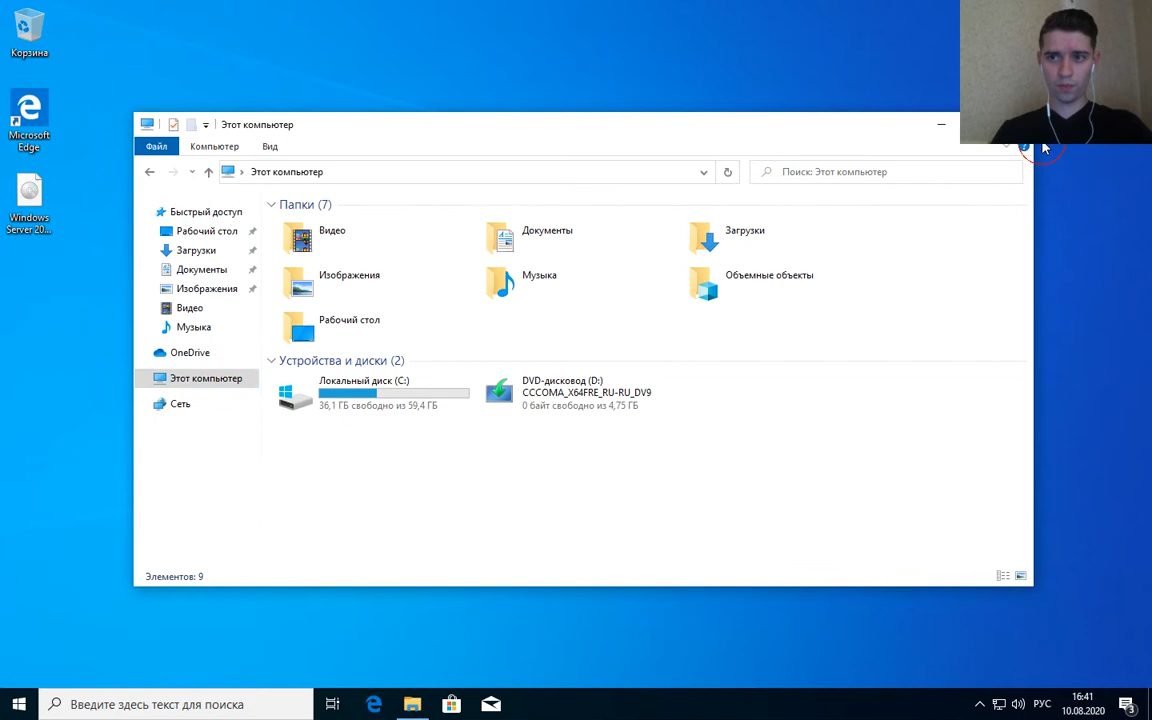 Корзина
Microsoft
Edge
Windows
Server 20...
Этот компьютер
Файл
Компьютер
Вид
Этот компьютер
Поиск: Этот компьютер
Быстрый доступ
Рабочий стол
Загрузки
Документы
Изображения
Видео
Музыка
OneDrive
Этот компьютер
Сеть
Папки (7)
Видео
Документы
Загрузки
Изображения
Музыка
Объемные объекты
Рабочий стол
Устройства и диски (2)
Локальный диск (C:)
36,1 ГБ свободно из 59,4 ГБ
DVD-дисковод (D:)
CCCOMA_X64FRE_RU-RU_DV9
0 байт свободно из 4,75 ГБ
Элементов: 9
Введите здесь текст для поиска
РУС
16:41
10.08.2020
3